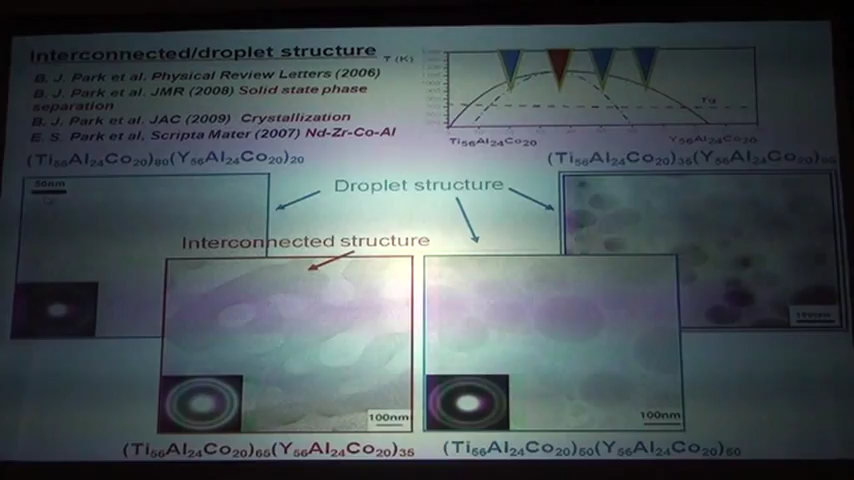 Interconnected/droplet structure
B. J. Park et al. Physical Review Letters (2006)
B. J. Park et al. JMR (2008) Solid state phase
separation
B. J. Park et al. JAC (2009) Crystallization
E. S. Park et al, Scripta Mater (2007) Nd-Zr-Co-Al
T (K)
Tg
Ti₅₆Al₂₄Co₂₀
Y₅₆Al₂₄Co₂₀
(Ti₅₆Al₂₄Co₂₀)₈₀(Y₅₆Al₂₄Co₂₀)₂₀
(Ti₅₆Al₂₄Co₂₀)₃₅(Y₅₆Al₂₄Co₂₀)
50nm
Droplet structure
Interconnected structure
100nm
100nm
100nm
(Ti₅₆Al₂₄Co₂₀)₆₅(Y₅₆Al₂₄Co₂₀)₃₅
(Ti₅₆Al₂₄Co₂₀)₅₀(Y₅₆Al₂₄Co₂₀)₅₀